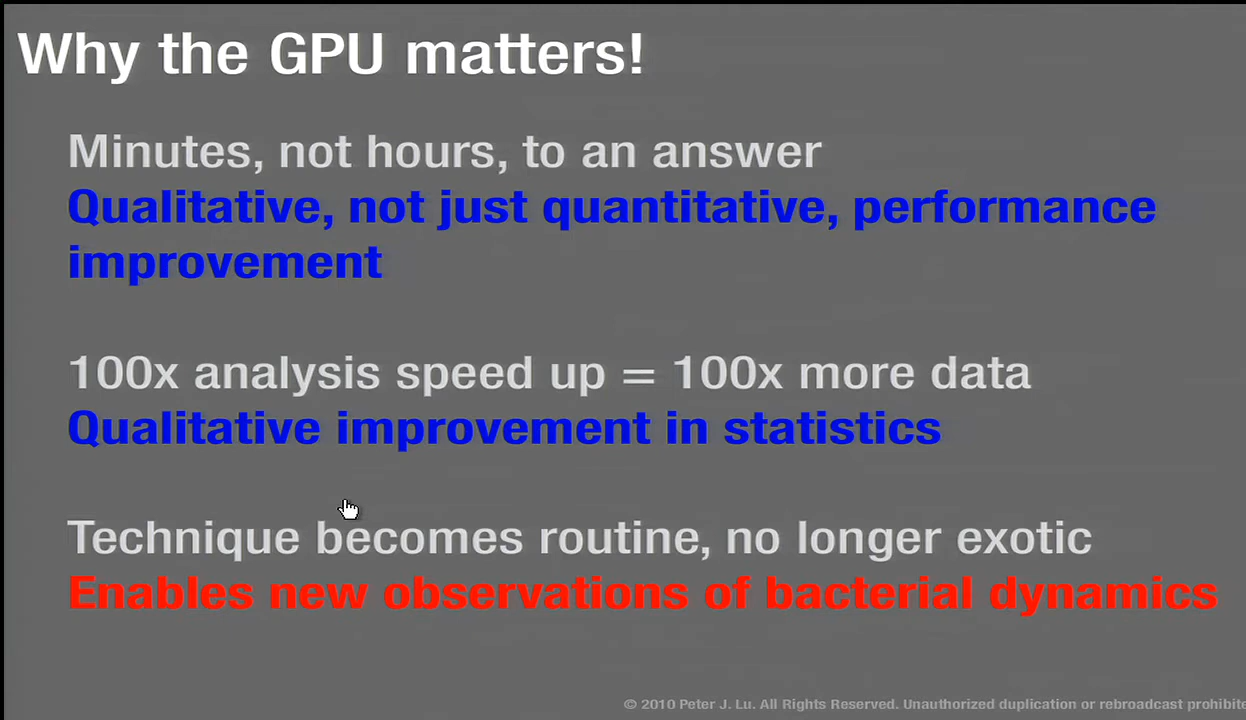 Why the GPU matters!
Minutes, not hours, to an answer
Qualitative, not just quantitative, performance
improvement
100x analysis speed up = 100x more data
Qualitative improvement in statistics
Technique becomes routine, no longer exotic
Enables new observations of bacterial dynamics
© 2010 Peter J. Lu. All Rights Reserved. Unauthorized duplication or rebroadcast prohibite